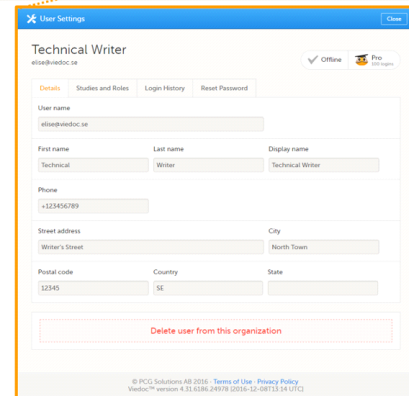 User Settings
Close
Technical Writer
elise@viedoc.se
Offline
Pro
100 logins
Details
Studies and Roles
Login History
Reset Password
User name
elise@viedoc.se
First name
Last name
Display name
Technical
Writer
Technical Writer
Phone
+123456789
Street address
City
Writer's Street
North Town
Postal code
Country
State
12345
SE
Delete user from this organization
© PCG Solutions AB 2016 - Terms of Use - Privacy Policy
Viedoc™ version 4.31.6186.24978 (2016-12-08T13:14 UTC)